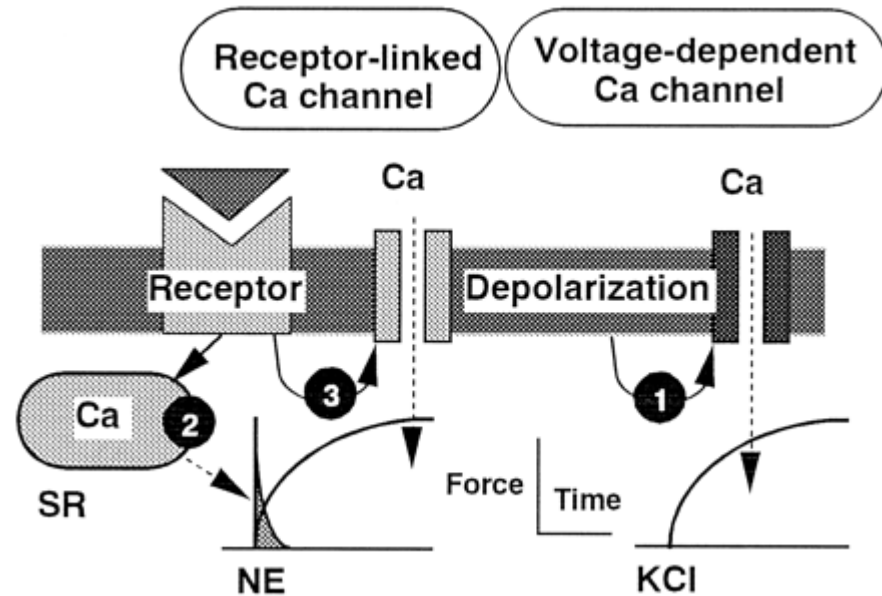 Receptor-linked
Ca channel
Voltage-dependent
Ca channel
Ca
Ca
Receptor
Depolarization
3
1
Ca
2
Force
Time
SR
NE
KCl